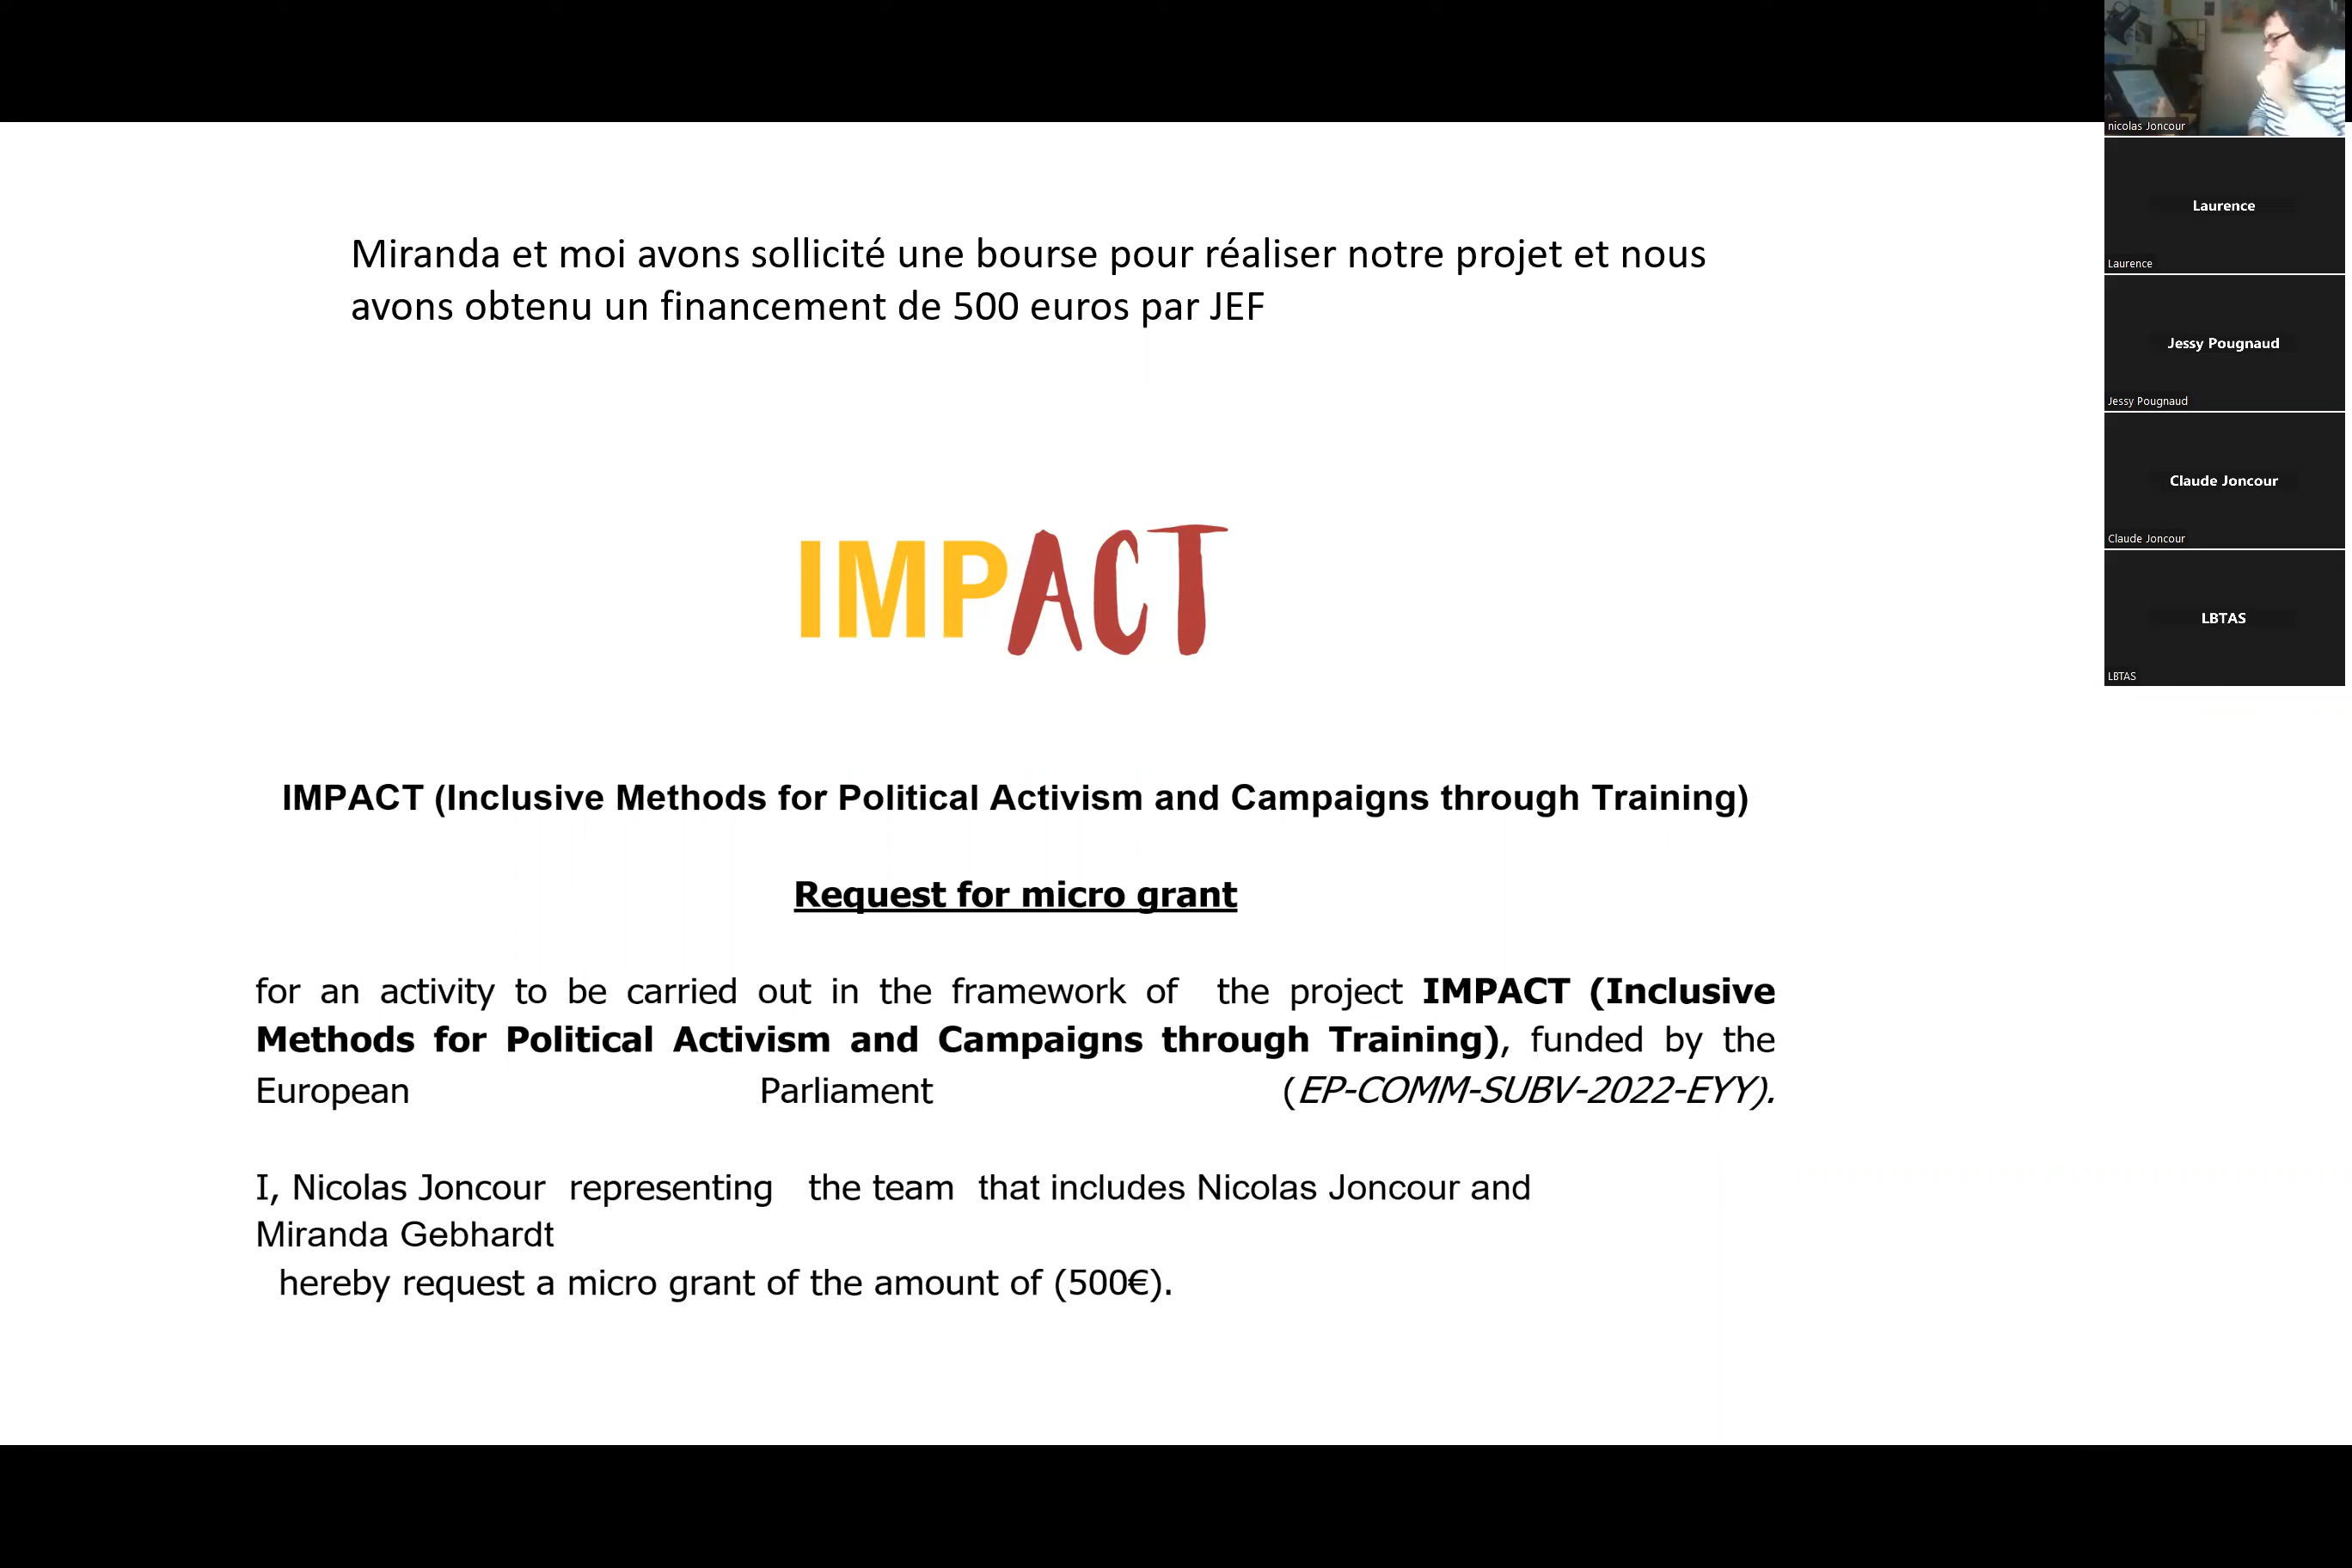 Miranda et moi avons sollicité une bourse pour réaliser notre projet et nous
avons obtenu un financement de 500 euros par JEF
IMPACT
IMPACT (Inclusive Methods for Political Activism and Campaigns through Training)
Request for micro grant
for an activity to be carried out in the framework of the project IMPACT (Inclusive
Methods for Political Activism and Campaigns through Training), funded by the
European Parliament (EP-COMM-SUBV-2022-EYY).
I, Nicolas Joncour representing the team that includes Nicolas Joncour and
Miranda Gebhardt
hereby request a micro grant of the amount of (500€).
nicolas Joncour
Laurence
Laurence
Jessy Pougnaud
Jessy Pougnaud
Claude Joncour
Claude Joncour
LBTAS
LBTAS